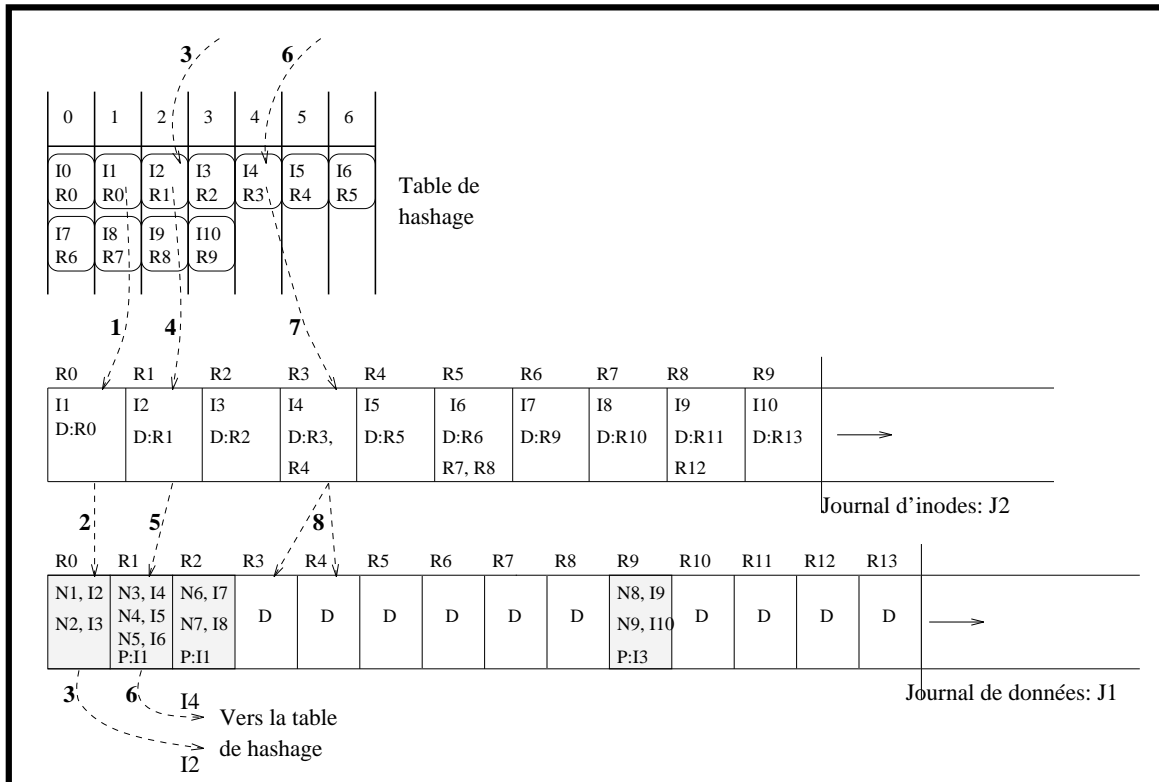 3 6
0 1 2 3 4 5 6
I0 I1 I2 I3 I4 I5 I6
R0 R0 R1 R2 R3 R4 R5
Table de
hashage
I7 I8 I9 I10
R6 R7 R8 R9
1 4 7
R0 R1 R2 R3 R4 R5 R6 R7 R8 R9
I1 I2 I3 I4 I5 I6 I7 I8 I9 I10
D:R0 D:R1 D:R2 D:R3, D:R5 D:R6 D:R9 D:R10 D:R11 D:R13
R4 R7, R8 R12
Journal d'inodes: J2
2 5 8
R0 R1 R2 R3 R4 R5 R6 R7 R8 R9 R10 R11 R12 R13
N1, I2 N3, I4 N6, I7 N8, I9
N2, I3 N4, I5 N7, I8 D D D D D D N9, I10 D D D D
N5, I6
P:I1 P:I1 P:I3
Journal de données: J1
3 6 I4
Vers la table
de hashage
I2